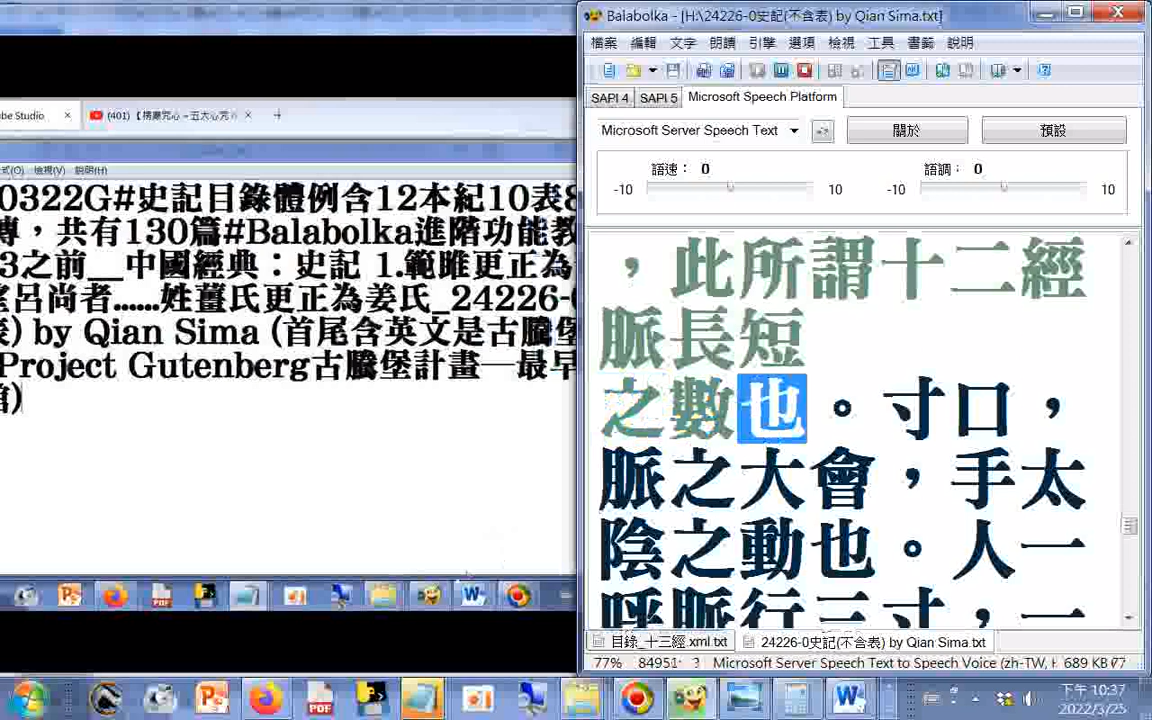 Balabolka - [H:\24226-0史記(不含表) by Qian Sima.txt]
檔案 編輯 文字 朗讀 引擎 選項 檢視 工具 書籤 說明
SAPI 4 SAPI 5 Microsoft Speech Platform
Microsoft Server Speech Text 關於 預設
語速： 0 語調： 0
-10 10 -10 10
，此所謂十二經
脈長短
之數也。寸口，
脈之大會，手太
陰之動也。人一
呼脈行三寸，一
目錄_十三經.xml.txt 24226-0史記(不含表) by Qian Sima.txt
77% Microsoft Server Speech Text to Speech Voice (zh-TW, 689 KB
be Studio
檢視(V) 說明(H)
0322G#史記目錄體例含12本紀10表8
傳，共有130篇#Balabolka進階功能教
3之前__中國經典：史記 1.範睢更正為
呂尚者......姓薑氏更正為姜氏_24226-
) by Qian Sima (首尾含英文是古騰堡
Project Gutenberg古騰堡計畫—最早
館)
下午 10:37
2022/3/25